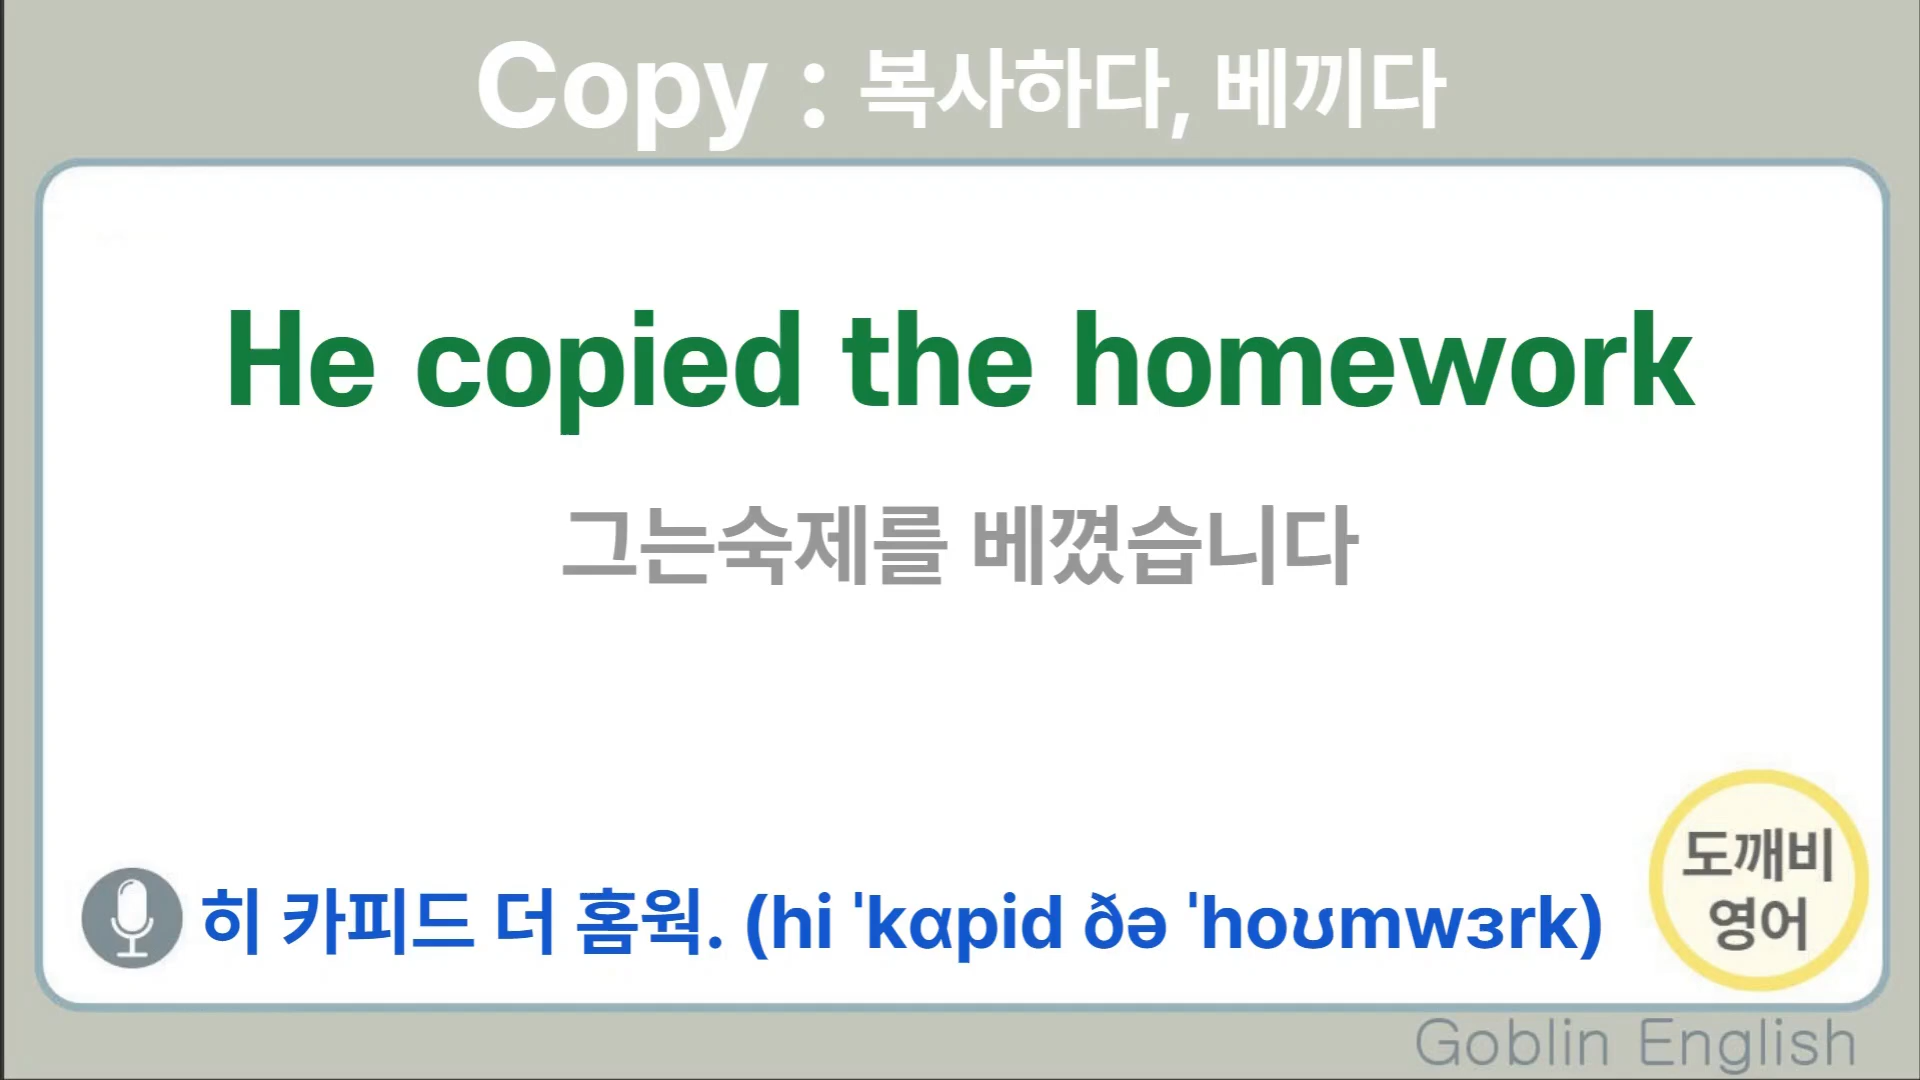 Copy : 복사하다, 베끼다
He copied the homework
그는숙제를 베꼈습니다
히 카피드 더 홈웍. (hi ˈkɑpid ðə ˈhoʊmwɜrk)
도깨비
영어
Goblin English